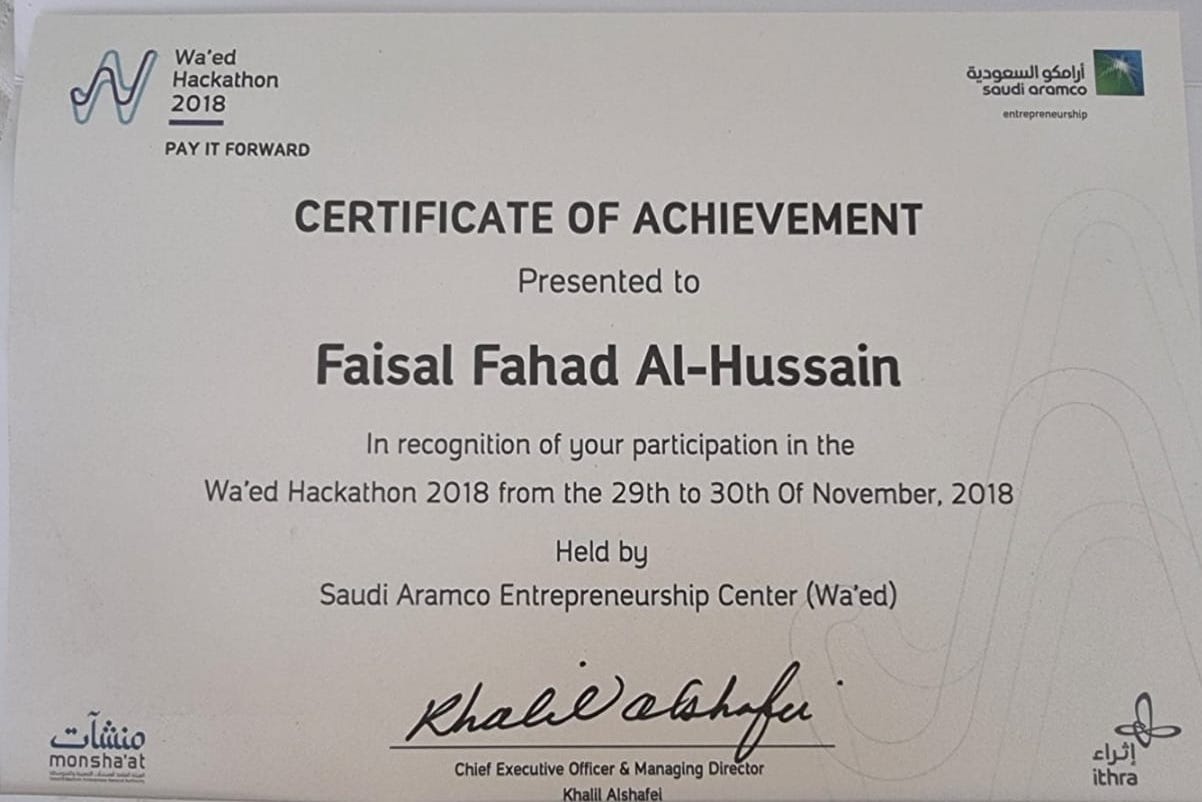 Wa'ed
Hackathon
2018
PAY IT FORWARD
أرامكو السعودية
saudi aramco
entrepreneurship
CERTIFICATE OF ACHIEVEMENT
Presented to
Faisal Fahad Al-Hussain
In recognition of your participation in the
Wa'ed Hackathon 2018 from the 29th to 30th Of November, 2018
Held by
Saudi Aramco Entrepreneurship Center (Wa'ed)
Khalil alshafei
Chief Executive Officer & Managing Director
Khalil Alshafei
منشآت
monsha'at
إثراء
ithra